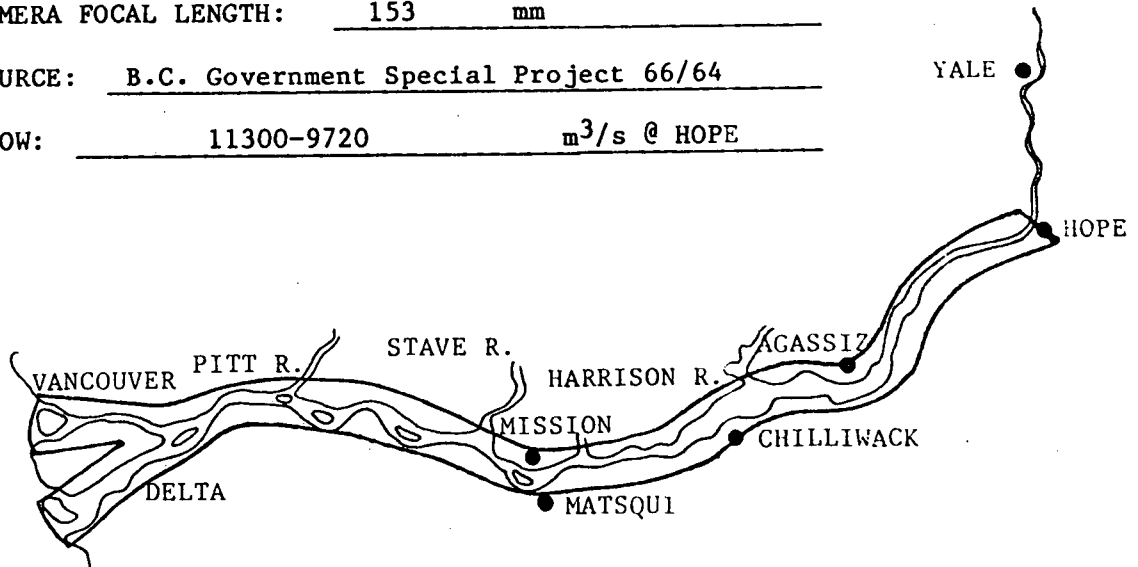 MERA FOCAL LENGTH: 153 mm
URCE: B.C. Government Special Project 66/64
OW: 11300-9720 m³/s @ HOPE
YALE
HOPE
AGASSIZ
STAVE R.
PITT R.
HARRISON R.
VANCOUVER
MISSION
CHILLIWACK
DELTA
MATSQUI